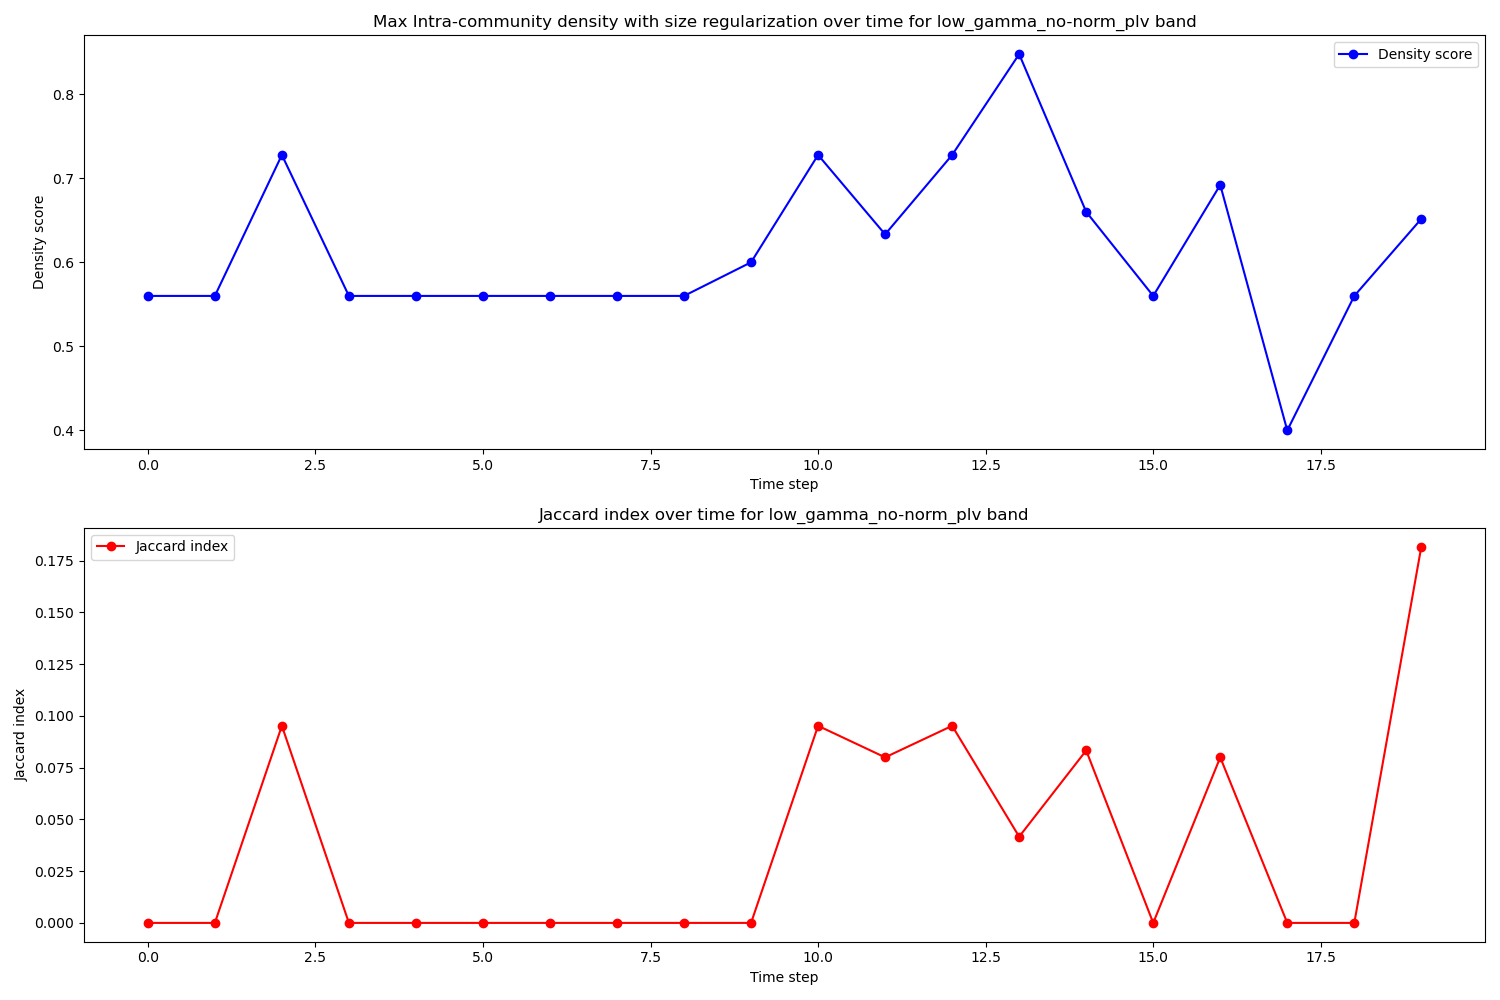 Max Intra-community density with size regularization over time for low_gamma_no-norm_plv band
Density score
0.8
0.7
0.6
0.5
0.4
Density score
0.0 2.5 5.0 7.5 10.0 12.5 15.0 17.5
Time step
Jaccard index over time for low_gamma_no-norm_plv band
Jaccard index
0.175
0.150
0.125
0.100
0.075
0.050
0.025
0.000
Jaccard index
0.0 2.5 5.0 7.5 10.0 12.5 15.0 17.5
Time step